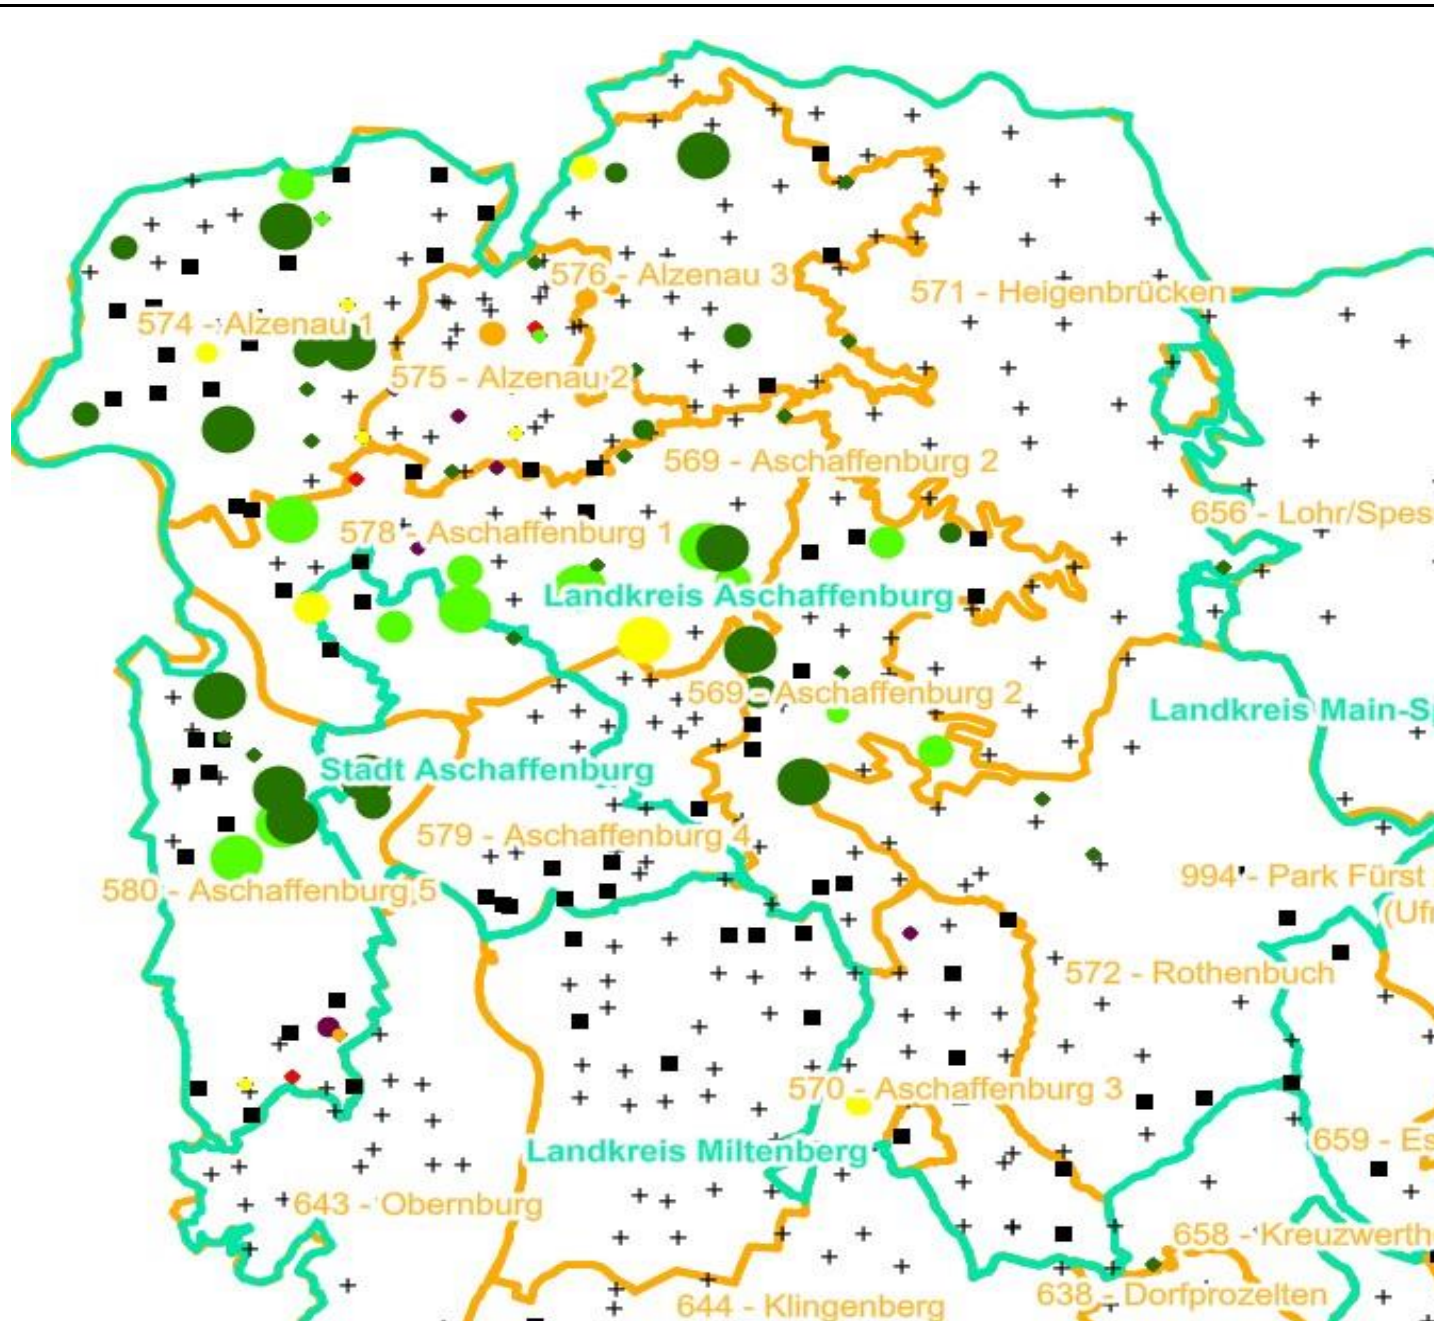 576 - Alzenau 3
571 - Heigenbrücken
574 - Alzenau 1
575 - Alzenau 2
569 - Aschaffenburg 2
656 - Lohr/Spes
578 - Aschaffenburg 1
Landkreis Aschaffenburg
569 - Aschaffenburg 2
Landkreis Main-Sp
Stadt Aschaffenburg
579 - Aschaffenburg 4
994 - Park Fürst
580 - Aschaffenburg 5
(Ufr
572 - Rothenbuch
570 - Aschaffenburg 3
659 - Es
Landkreis Miltenberg
643 - Obernburg
658 - Kreuzwerth
638 - Dorfprozelten
644 - Klingenberg